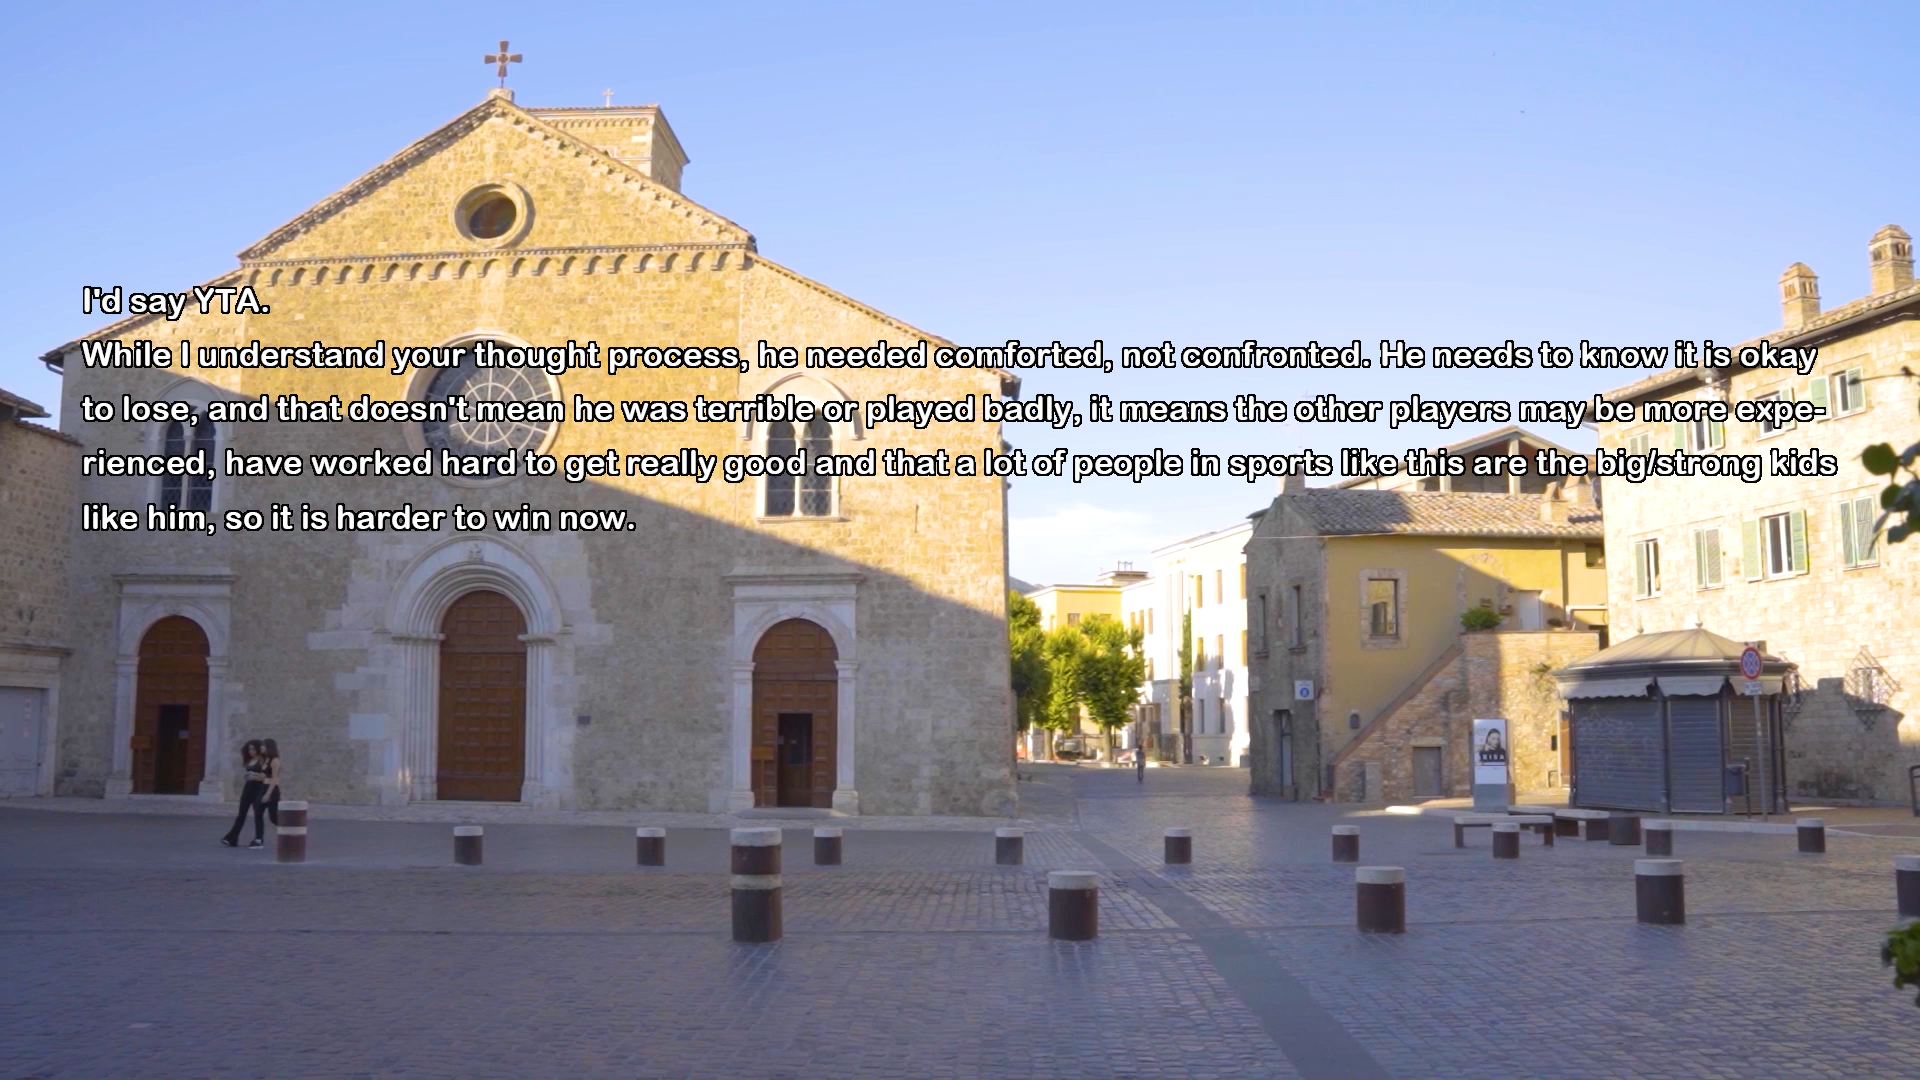 I'd say YTA.
While I understand your thought process, he needed comforted, not confronted. He needs to know it is okay
to lose, and that doesn't mean he was terrible or played badly, it means the other players may be more expe-
rienced, have worked hard to get really good and that a lot of people in sports like this are the big/strong kids
like him, so it is harder to win now.